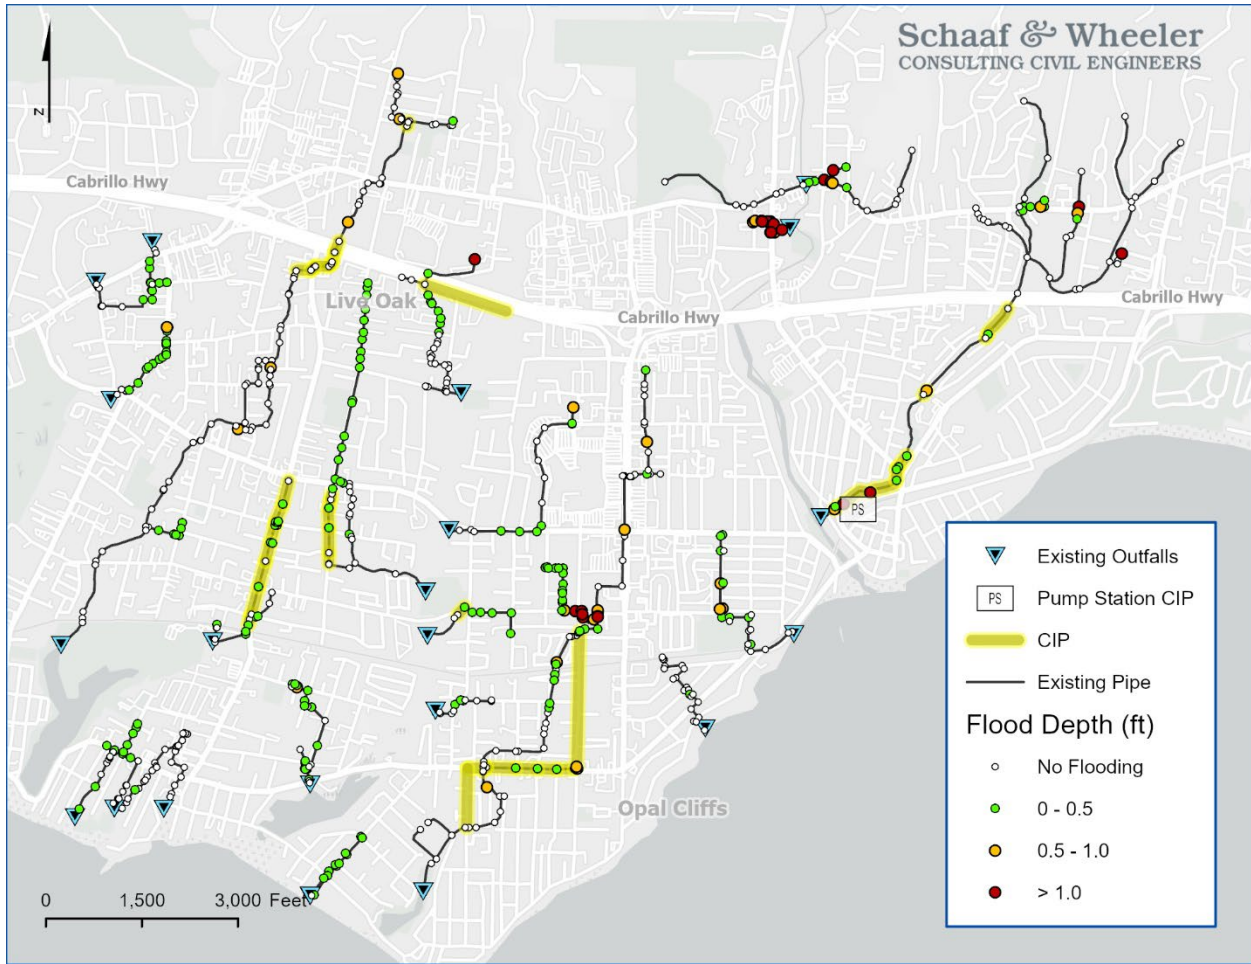 Schaaf & Wheeler
CONSULTING CIVIL ENGINEERS
N
Cabrillo Hwy
Live Oak
Cabrillo Hwy
Cabrillo Hwy
PS
Opal Cliffs
Existing Outfalls
PS Pump Station CIP
CIP
Existing Pipe
Flood Depth (ft)
No Flooding
0 - 0.5
0.5 - 1.0
> 1.0
0 1,500 3,000 Feet